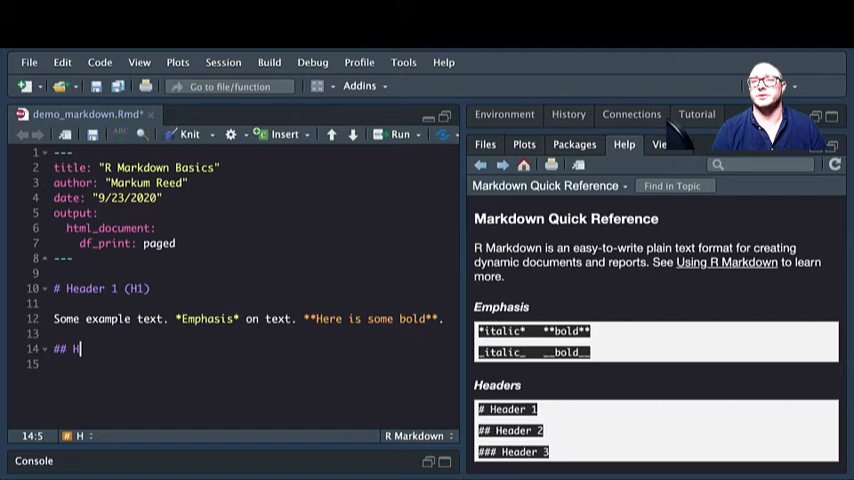 File Edit Code View Plots Session Build Debug Profile Tools Help
Go to file/function Addins
demo_markdown.Rmd*
Knit Insert Run
1 ---
2 title: "R Markdown Basics"
3 author: "Markum Reed"
4 date: "9/23/2020"
5 output:
6 html_document:
7 df_print: paged
8 ---
9
10 # Header 1 (H1)
11
12 Some example text. *Emphasis* on text. **Here is some bold**.
13
14 ## H
15
14:5 # H R Markdown
Console
Environment History Connections Tutorial
Files Plots Packages Help
Markdown Quick Reference Find in Topic
Markdown Quick Reference
R Markdown is an easy-to-write plain text format for creating
dynamic documents and reports. See Using R Markdown to learn
more.
Emphasis
*italic* **bold**
_italic_ __bold__
Headers
# Header 1
## Header 2
### Header 3